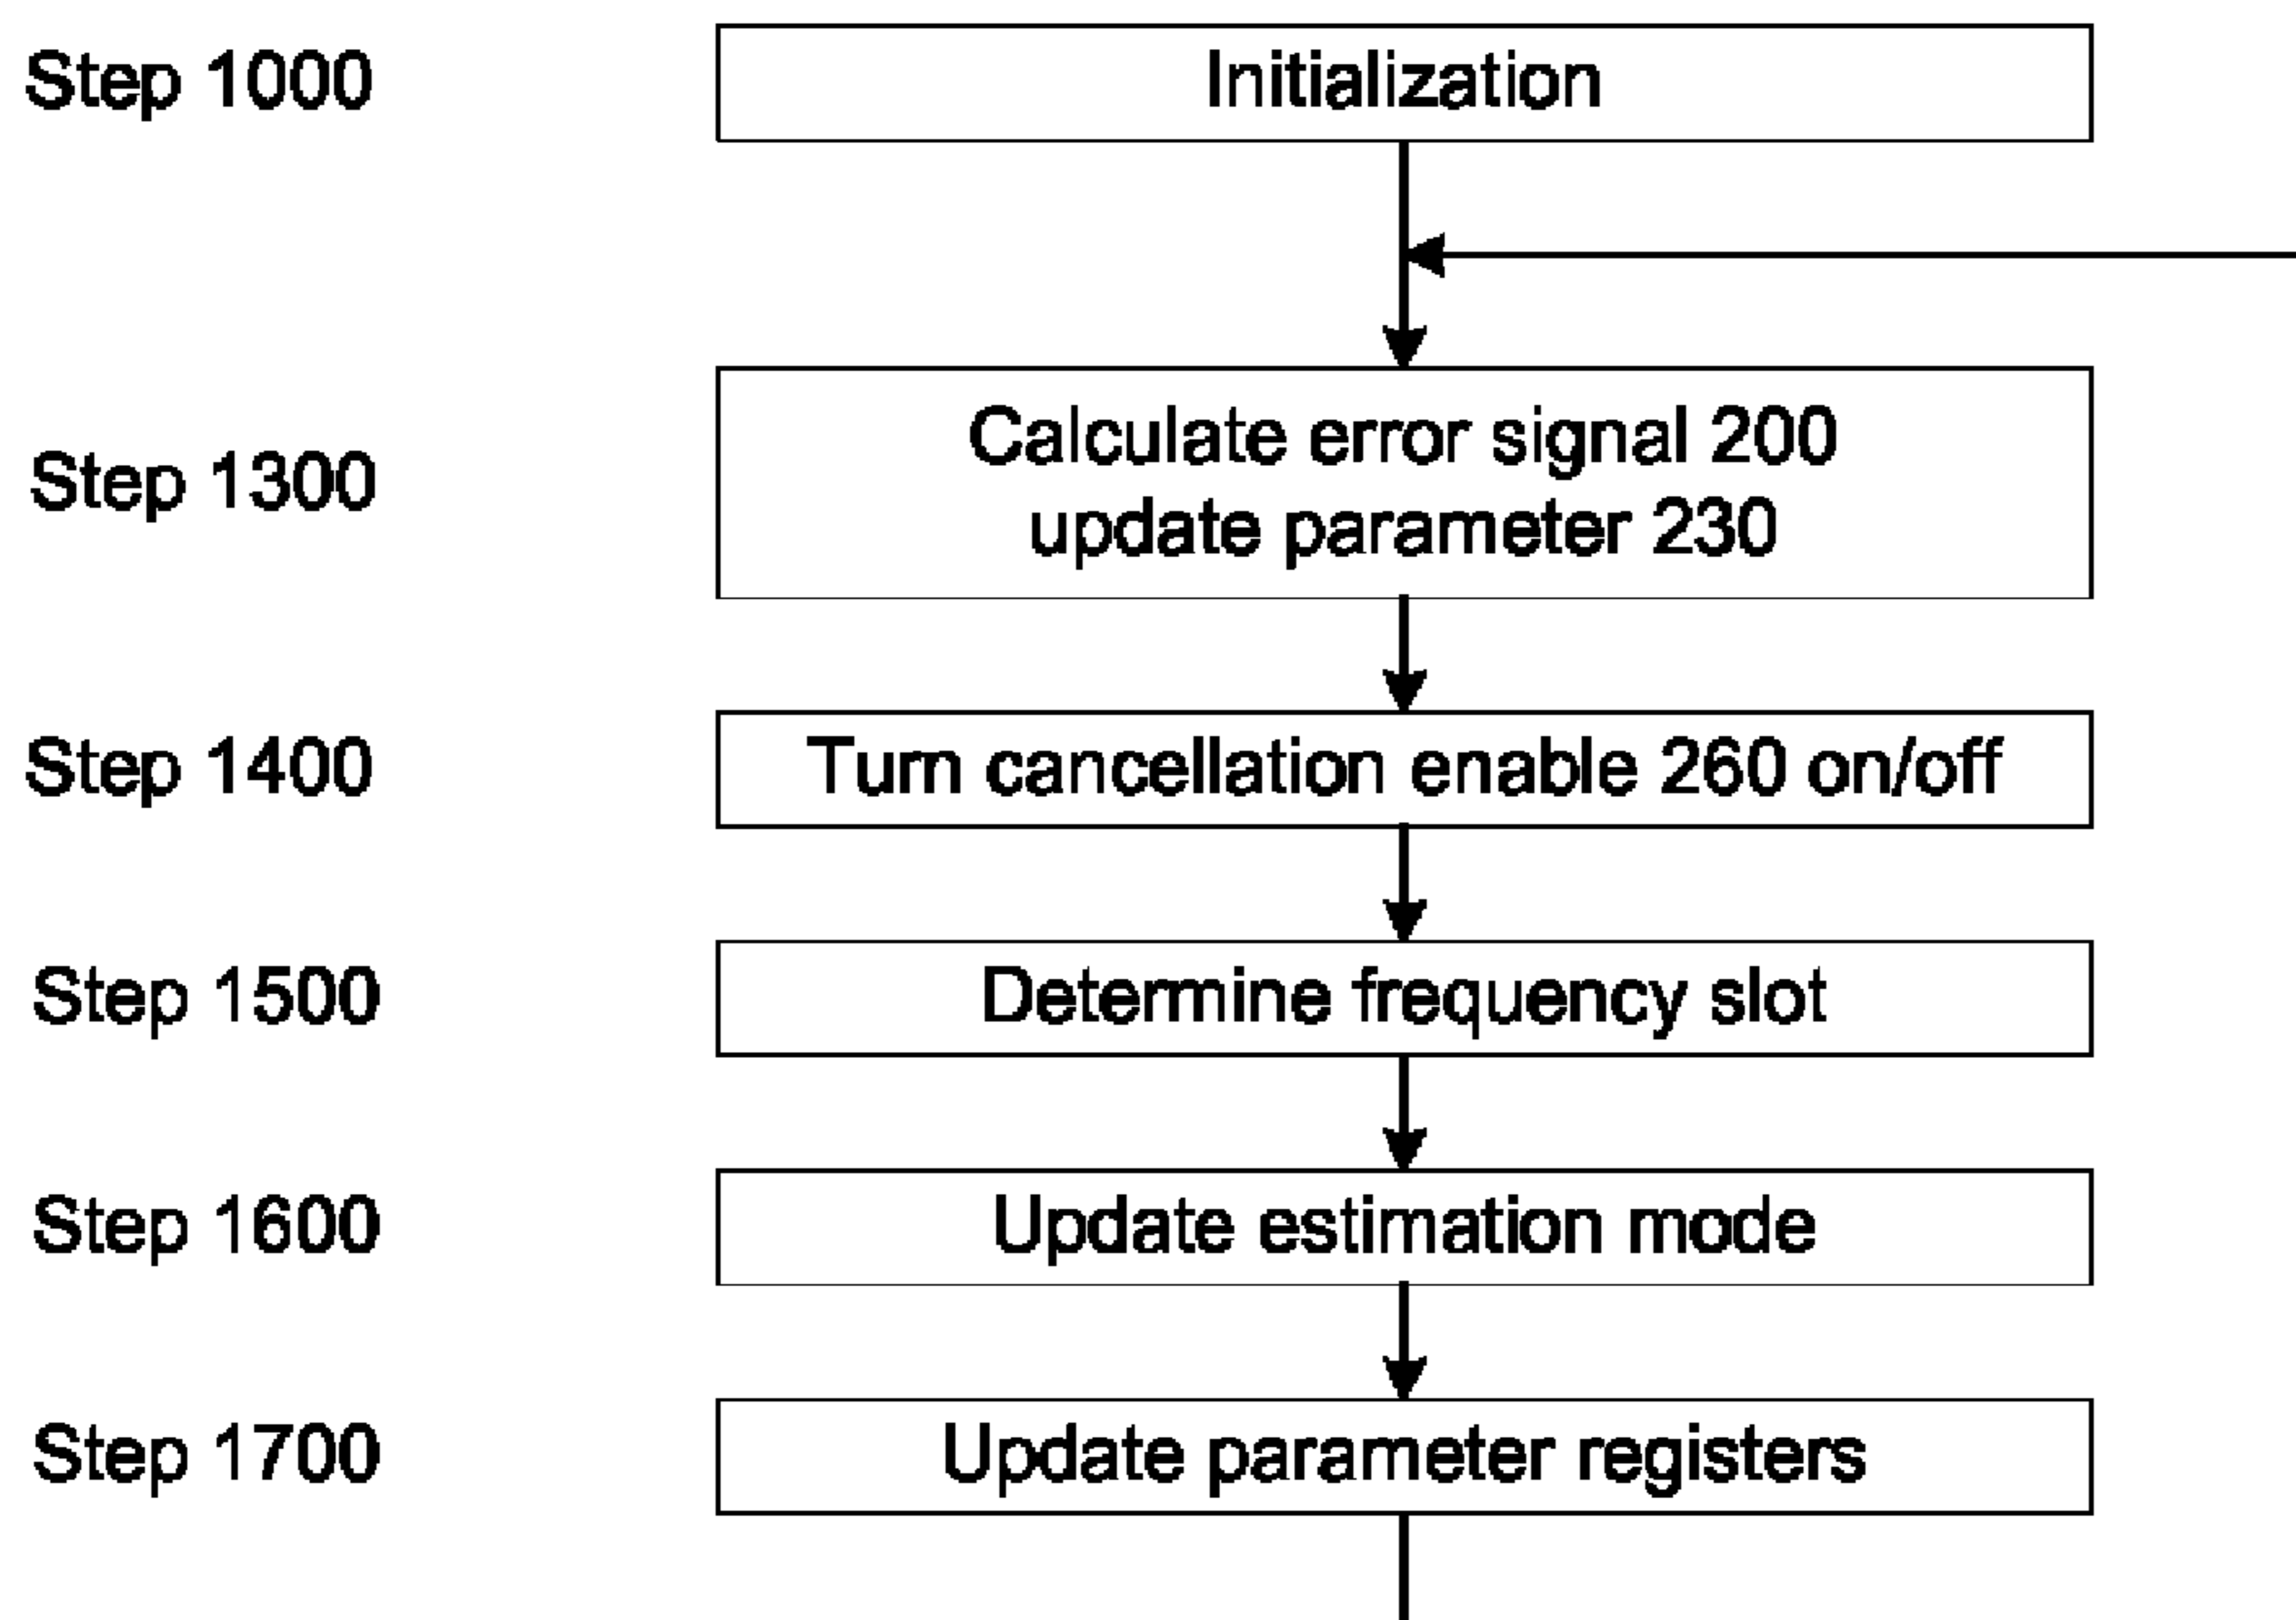 Step 1000
Initialization
Step 1300
Calculate error signal 200
update parameter 230
Step 1400
Turn cancellation enable 260 on/off
Step 1500
Determine frequency slot
Step 1600
Update estimation mode
Step 1700
Update parameter registers